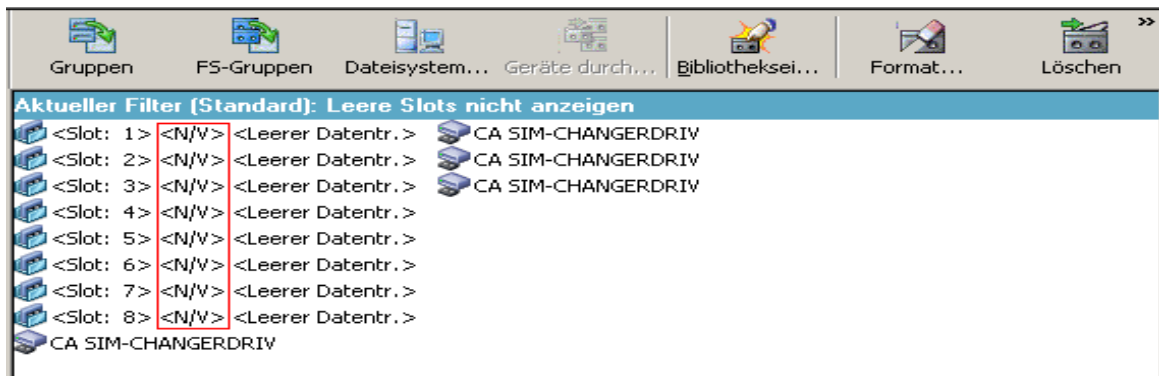 Gruppen FS-Gruppen Dateisystem... Geräte durch... Bibliotheksei... Format... Löschen »
Aktueller Filter (Standard): Leere Slots nicht anzeigen
<Slot: 1> <N/V> <Leerer Datentr.> CA SIM-CHANGERDRIV
<Slot: 2> <N/V> <Leerer Datentr.> CA SIM-CHANGERDRIV
<Slot: 3> <N/V> <Leerer Datentr.> CA SIM-CHANGERDRIV
<Slot: 4> <N/V> <Leerer Datentr.>
<Slot: 5> <N/V> <Leerer Datentr.>
<Slot: 6> <N/V> <Leerer Datentr.>
<Slot: 7> <N/V> <Leerer Datentr.>
<Slot: 8> <N/V> <Leerer Datentr.>
CA SIM-CHANGERDRIV